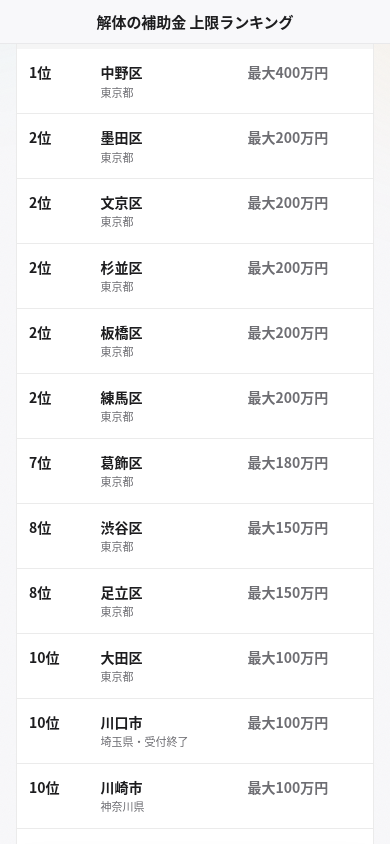 解体の補助金 上限ランキング
1位 中野区 最大400万円
東京都
2位 墨田区 最大200万円
東京都
2位 文京区 最大200万円
東京都
2位 杉並区 最大200万円
東京都
2位 板橋区 最大200万円
東京都
2位 練馬区 最大200万円
東京都
7位 葛飾区 最大180万円
東京都
8位 渋谷区 最大150万円
東京都
8位 足立区 最大150万円
東京都
10位 大田区 最大100万円
東京都
10位 川口市 最大100万円
埼玉県・受付終了
10位 川崎市 最大100万円
神奈川県